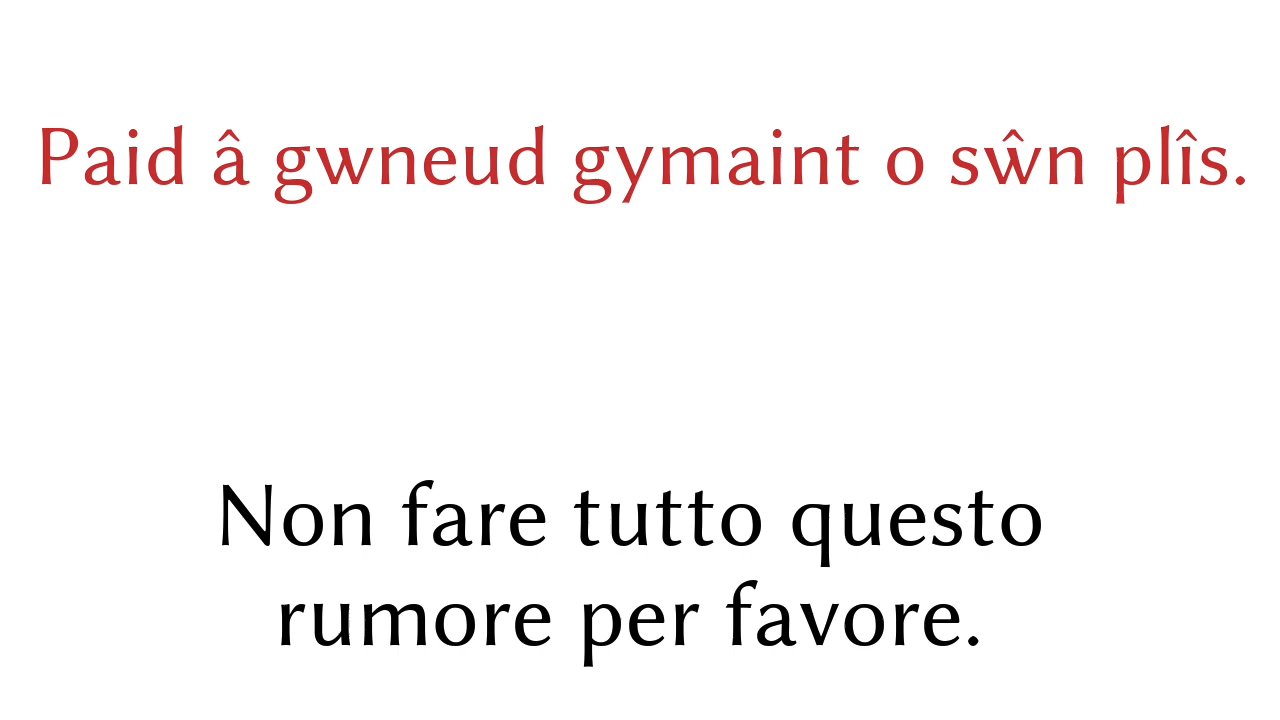 Paid â gwneud gymaint o sŵn plîs.
Non fare tutto questo
rumore per favore.